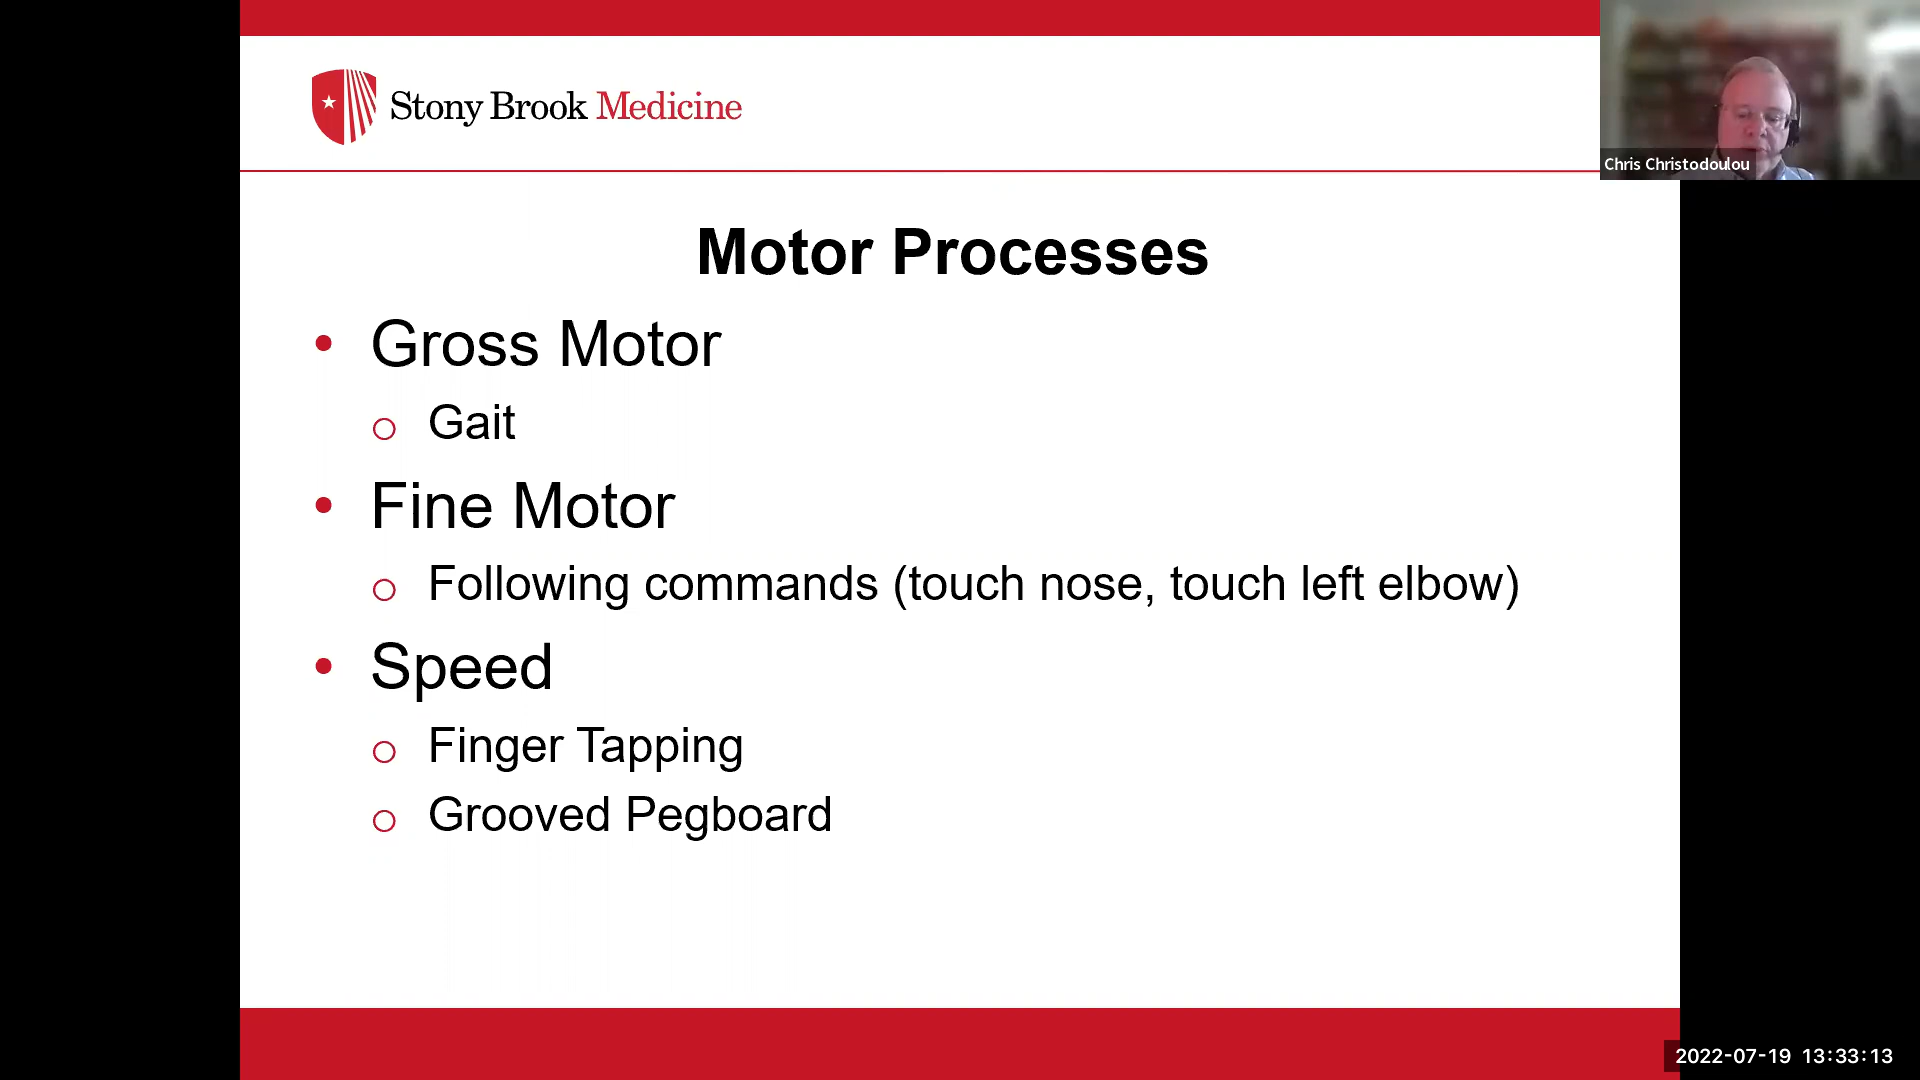 Stony Brook Medicine
Chris Christodoulou
Motor Processes
• Gross Motor
o Gait
• Fine Motor
o Following commands (touch nose, touch left elbow)
• Speed
o Finger Tapping
o Grooved Pegboard
2022-07-19 13:33:13